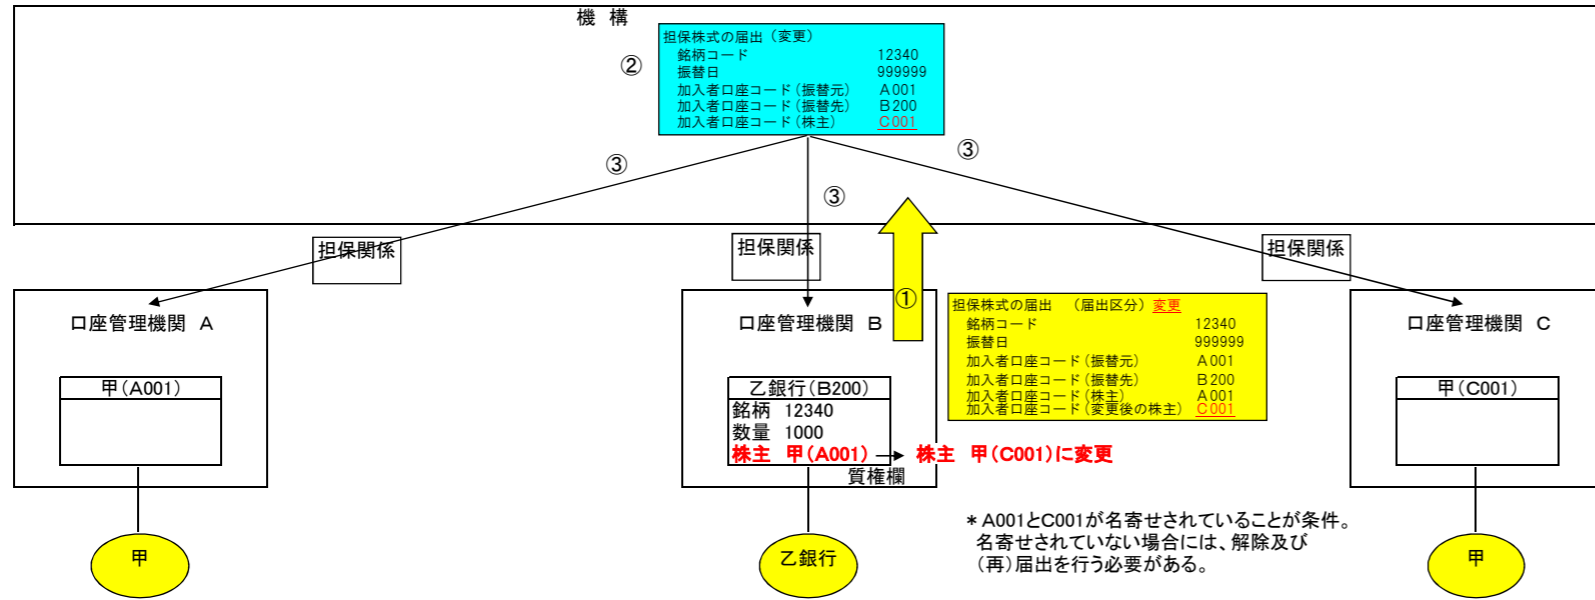 機 構
担保株式の届出（変更）
銘柄コード 12340
② 振替日 999999
加入者口座コード（振替元） A001
加入者口座コード（振替先） B200
加入者口座コード（株主） C001
③
③
③
担保関係
担保関係
担保関係
口座管理機関 A
甲（A001）
甲
口座管理機関 B
①
乙銀行（B200）
銘柄 12340
数量 1000
株主 甲（A001）→ 株主 甲（C001）に変更
質権欄
乙銀行
担保株式の届出 （届出区分）変更
銘柄コード 12340
振替日 999999
加入者口座コード（振替元） A001
加入者口座コード（振替先） B200
加入者口座コード（株主） A001
加入者口座コード（変更後の株主） C001
口座管理機関 C
甲（C001）
甲
＊A001とC001が名寄せされていることが条件。
名寄せされていない場合には、解除及び
（再）届出を行う必要がある。